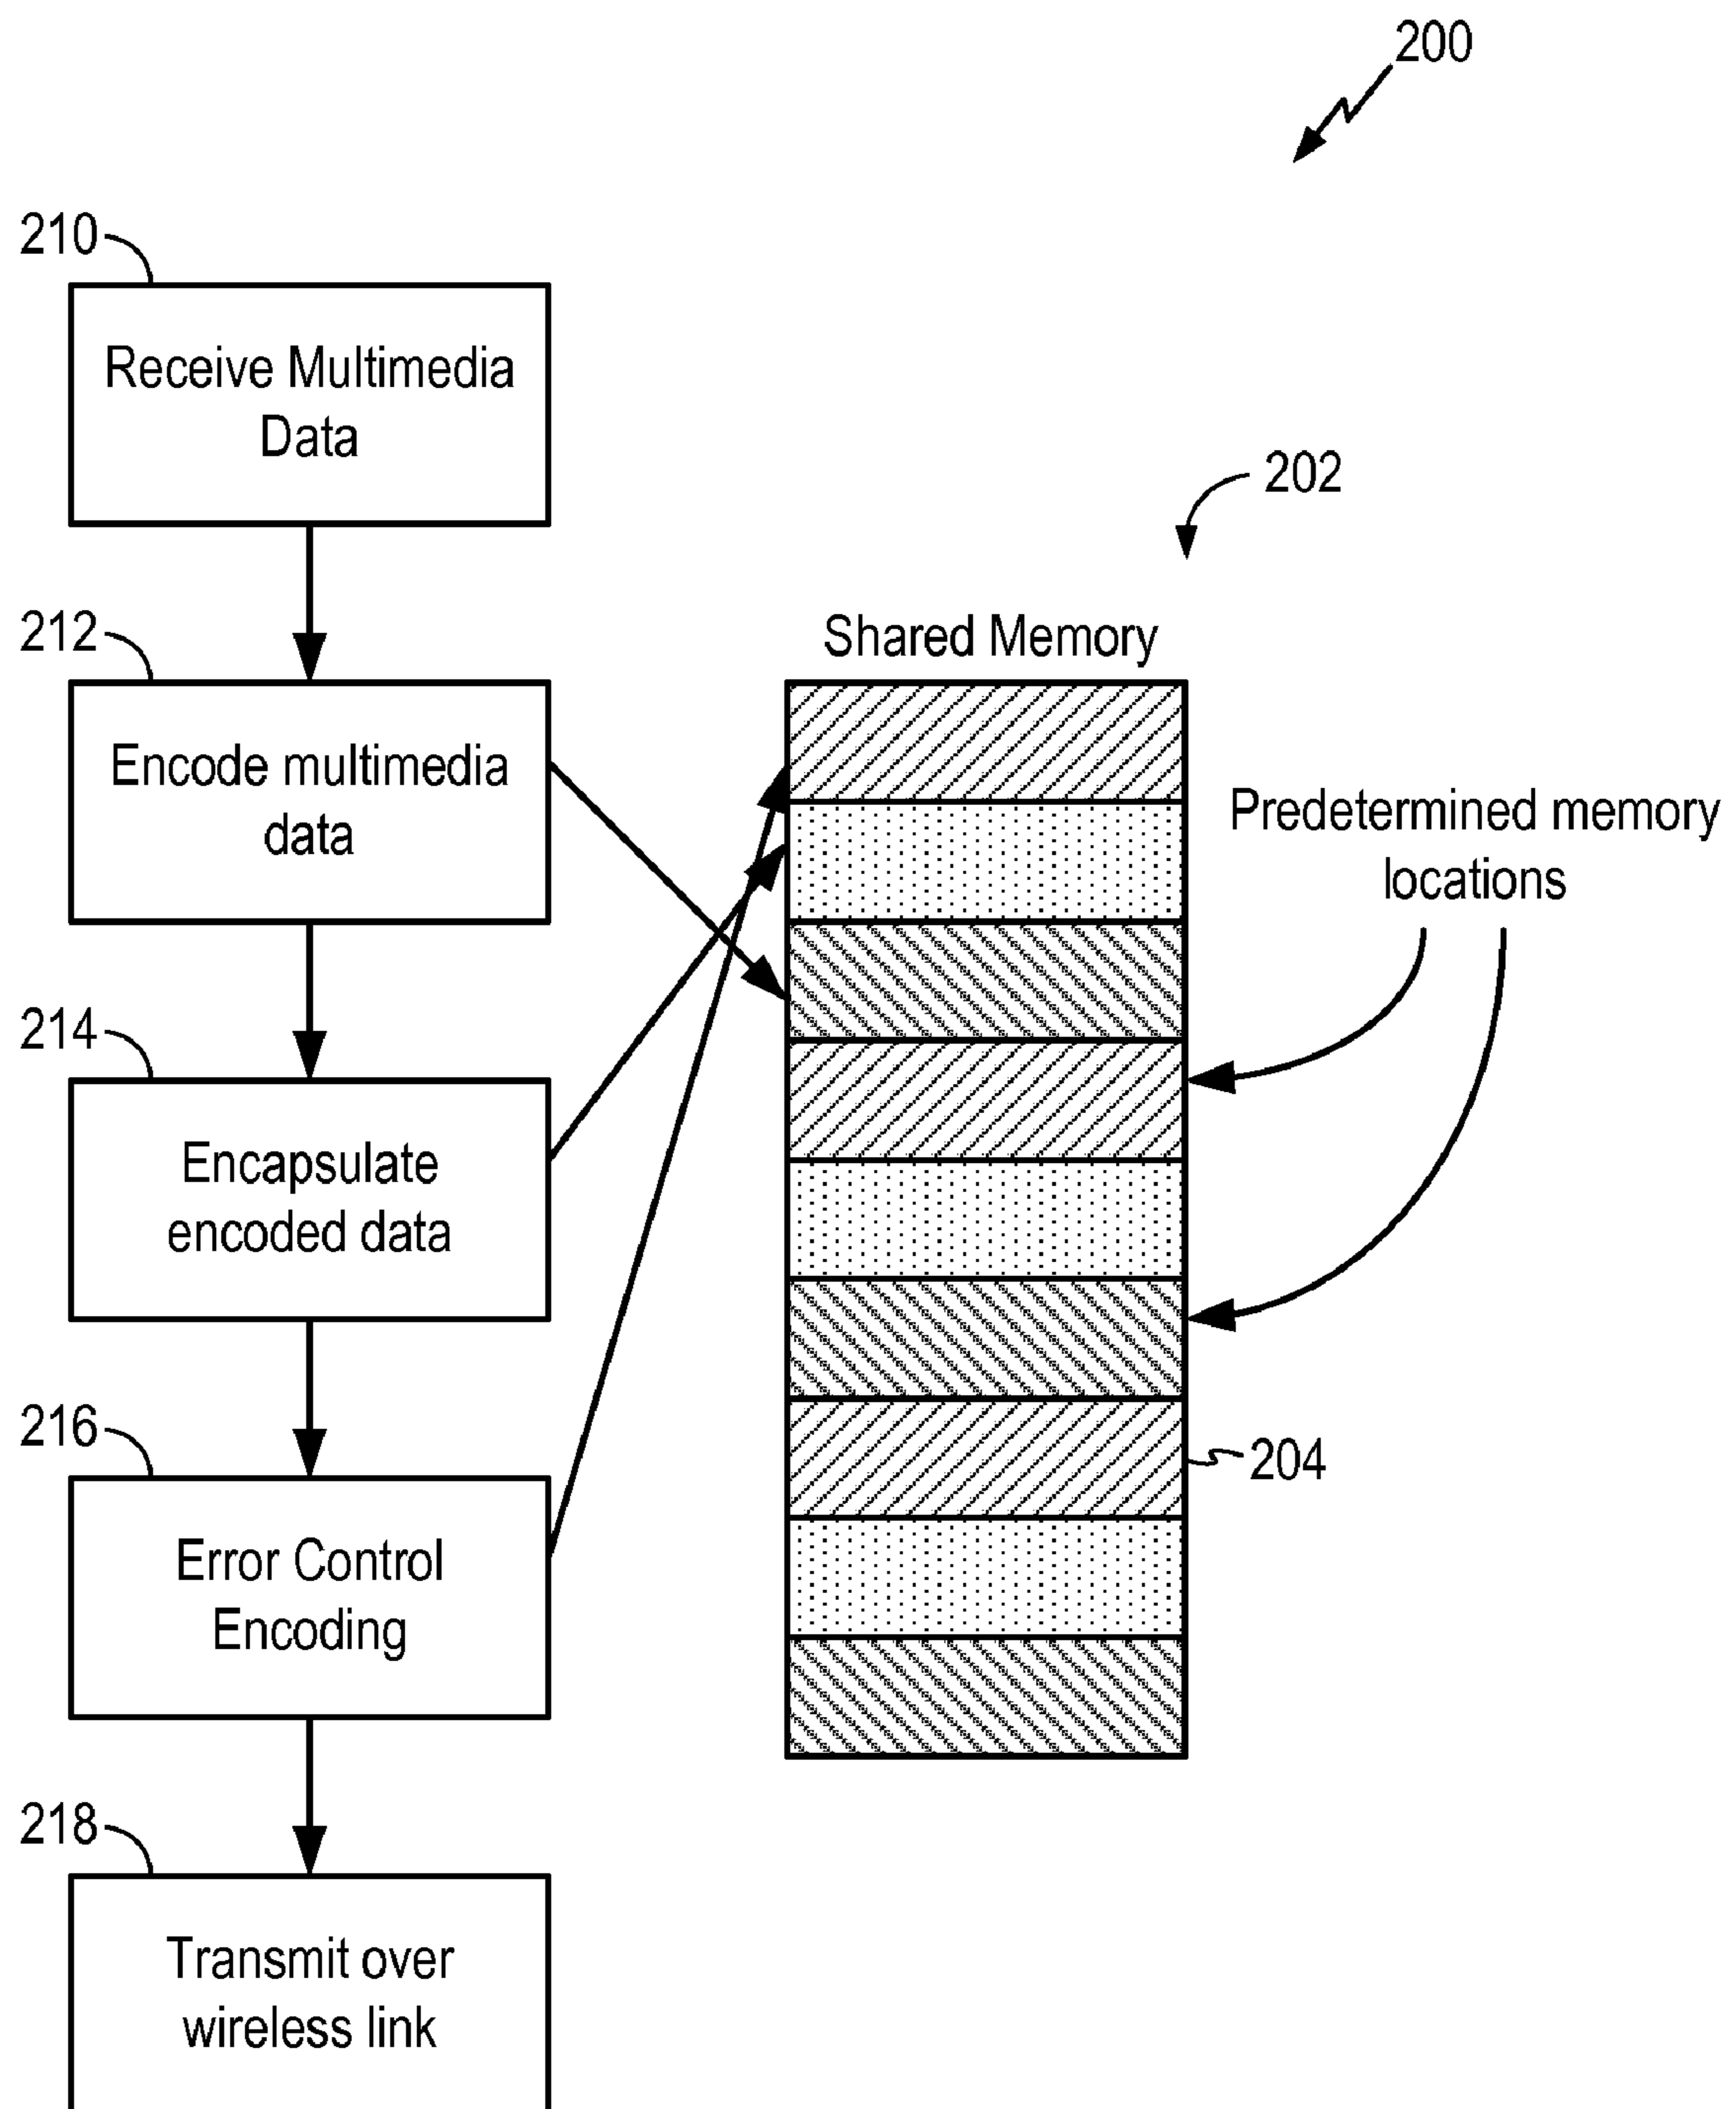 200
210
Receive Multimedia
Data
202
212
Shared Memory
Encode multimedia
data
Predetermined memory
locations
214
Encapsulate
encoded data
216
204
Error Control
Encoding
218
Transmit over
wireless link